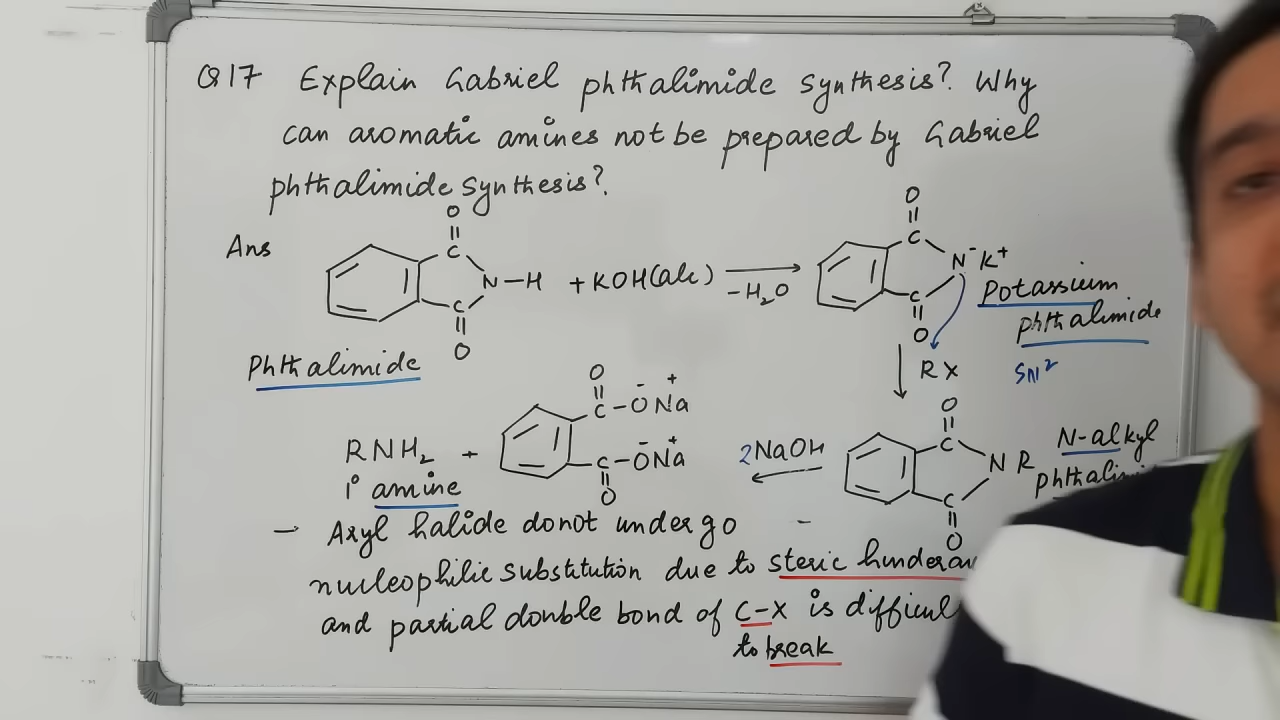 Q17 Explain Gabriel phthalimide synthesis? Why
can aromatic amines not be prepared by Gabriel
phthalimide synthesis?
Ans
O
C
N-H
C
O
+ KOH(alc)
-H₂O
O
C
N⁻K⁺
C
O
Phthalimide
Potassium
phthalimide
RX
SN²
O
C
N R
C
O
N-alkyl
2NaOH
RNH₂ +
1° amine
O
C-O⁻Na⁺
C-O⁻Na⁺
O
- Aryl halide donot undergo -
nucleophilic substitution due to steric
and partial double bond of C-X is
to break